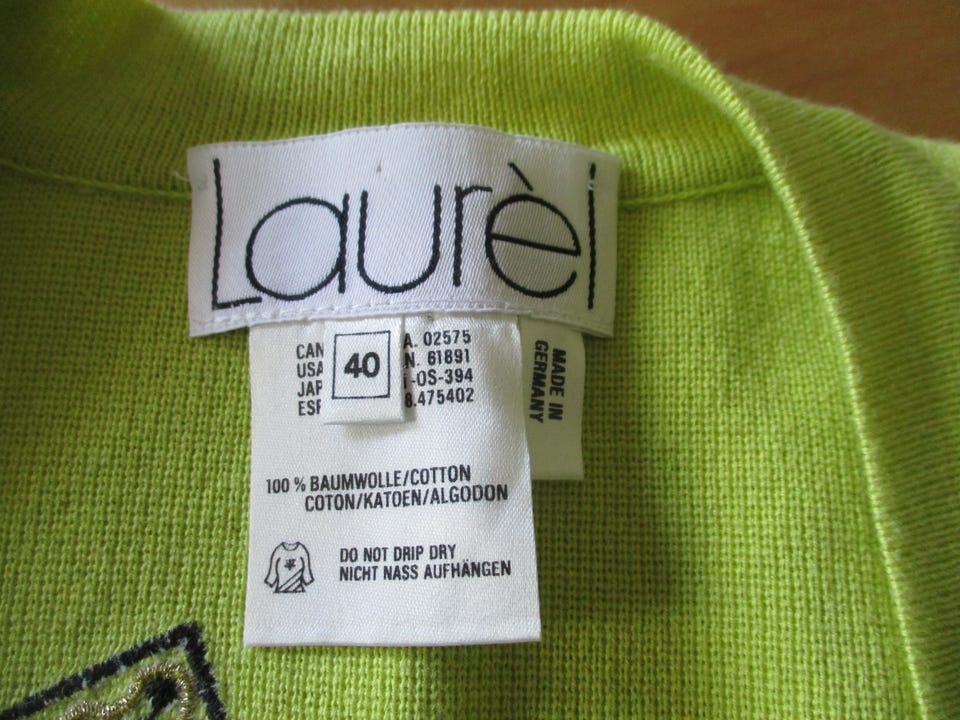 Laurèl
40
CAN A. 02575
USA N. 61891
JAP -OS-394
ESP 8.475402
MADE IN
GERMANY
100 % BAUMWOLLE/COTTON
COTON/KATOEN/ALGODON
DO NOT DRIP DRY
NICHT NASS AUFHÄNGEN